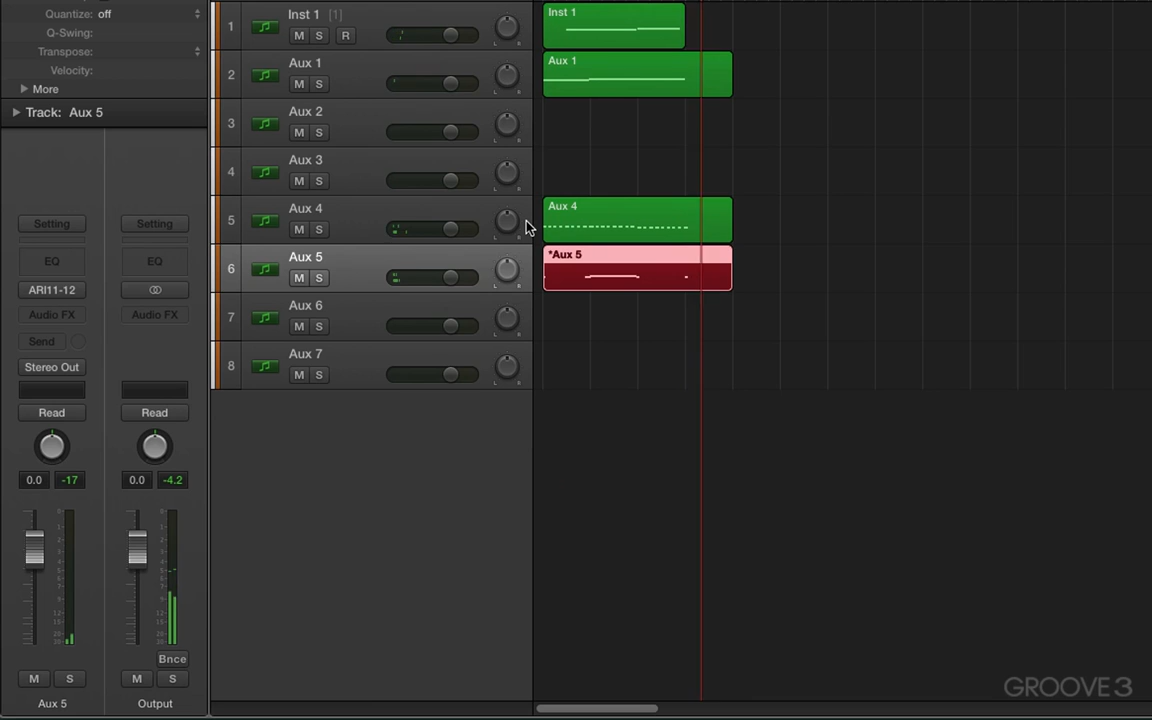 Quantize: off
Q-Swing:
Transpose:
Velocity:
More
Track: Aux 5
Setting
Setting
EQ
EQ
ARI11-12
Audio FX
Audio FX
Send
Stereo Out
Read
Read
0.0 -17
0.0 -4.2
Bnce
M S
M S
Aux 5
Output
1
Inst 1 [1]
M S R
L R
2
Aux 1
M S
L R
3
Aux 2
M S
L R
4
Aux 3
M S
L R
5
Aux 4
M S
L R
6
Aux 5
M S
L R
7
Aux 6
M S
L R
8
Aux 7
M S
L R
Inst 1
Aux 1
Aux 4
*Aux 5
GROOVE3